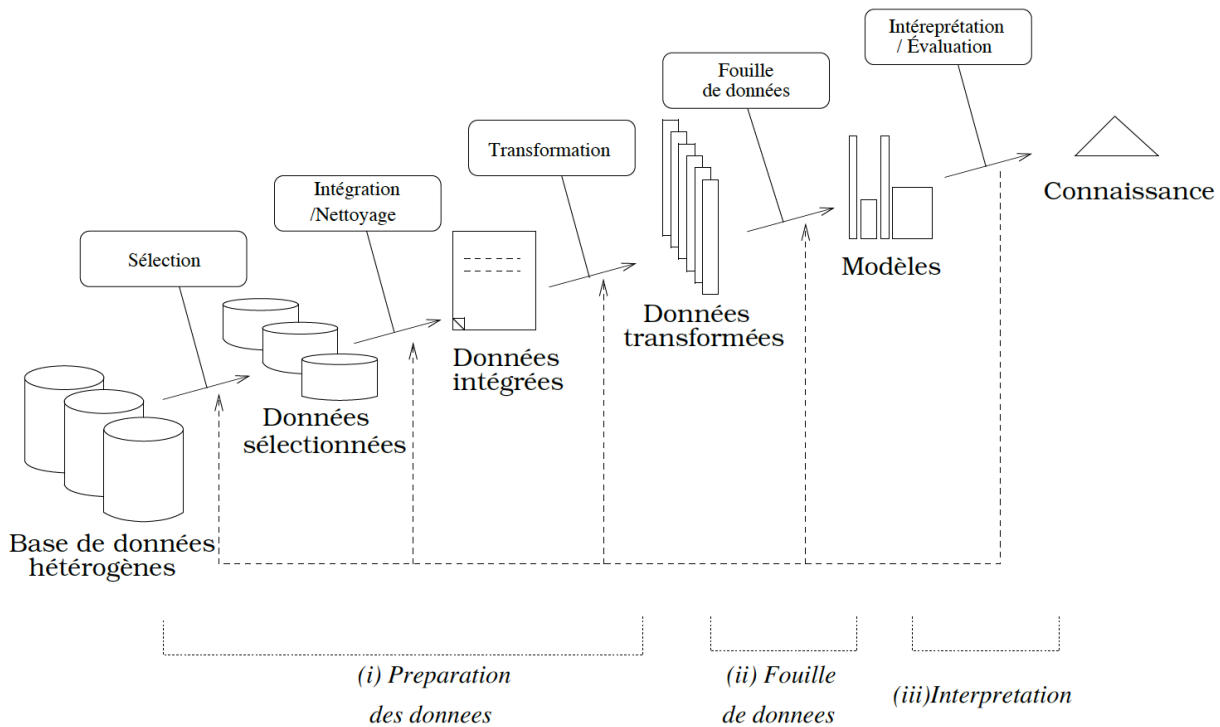 Intéreprétation
/ Évaluation
Fouille
de données
Transformation
Intégration
/Nettoyage
Sélection
Connaissance
Modèles
Données
transformées
Données
intégrées
Données
sélectionnées
Base de données
hétérogènes
(i) Preparation
des donnees
(ii) Fouille
de donnees
(iii)Interpretation